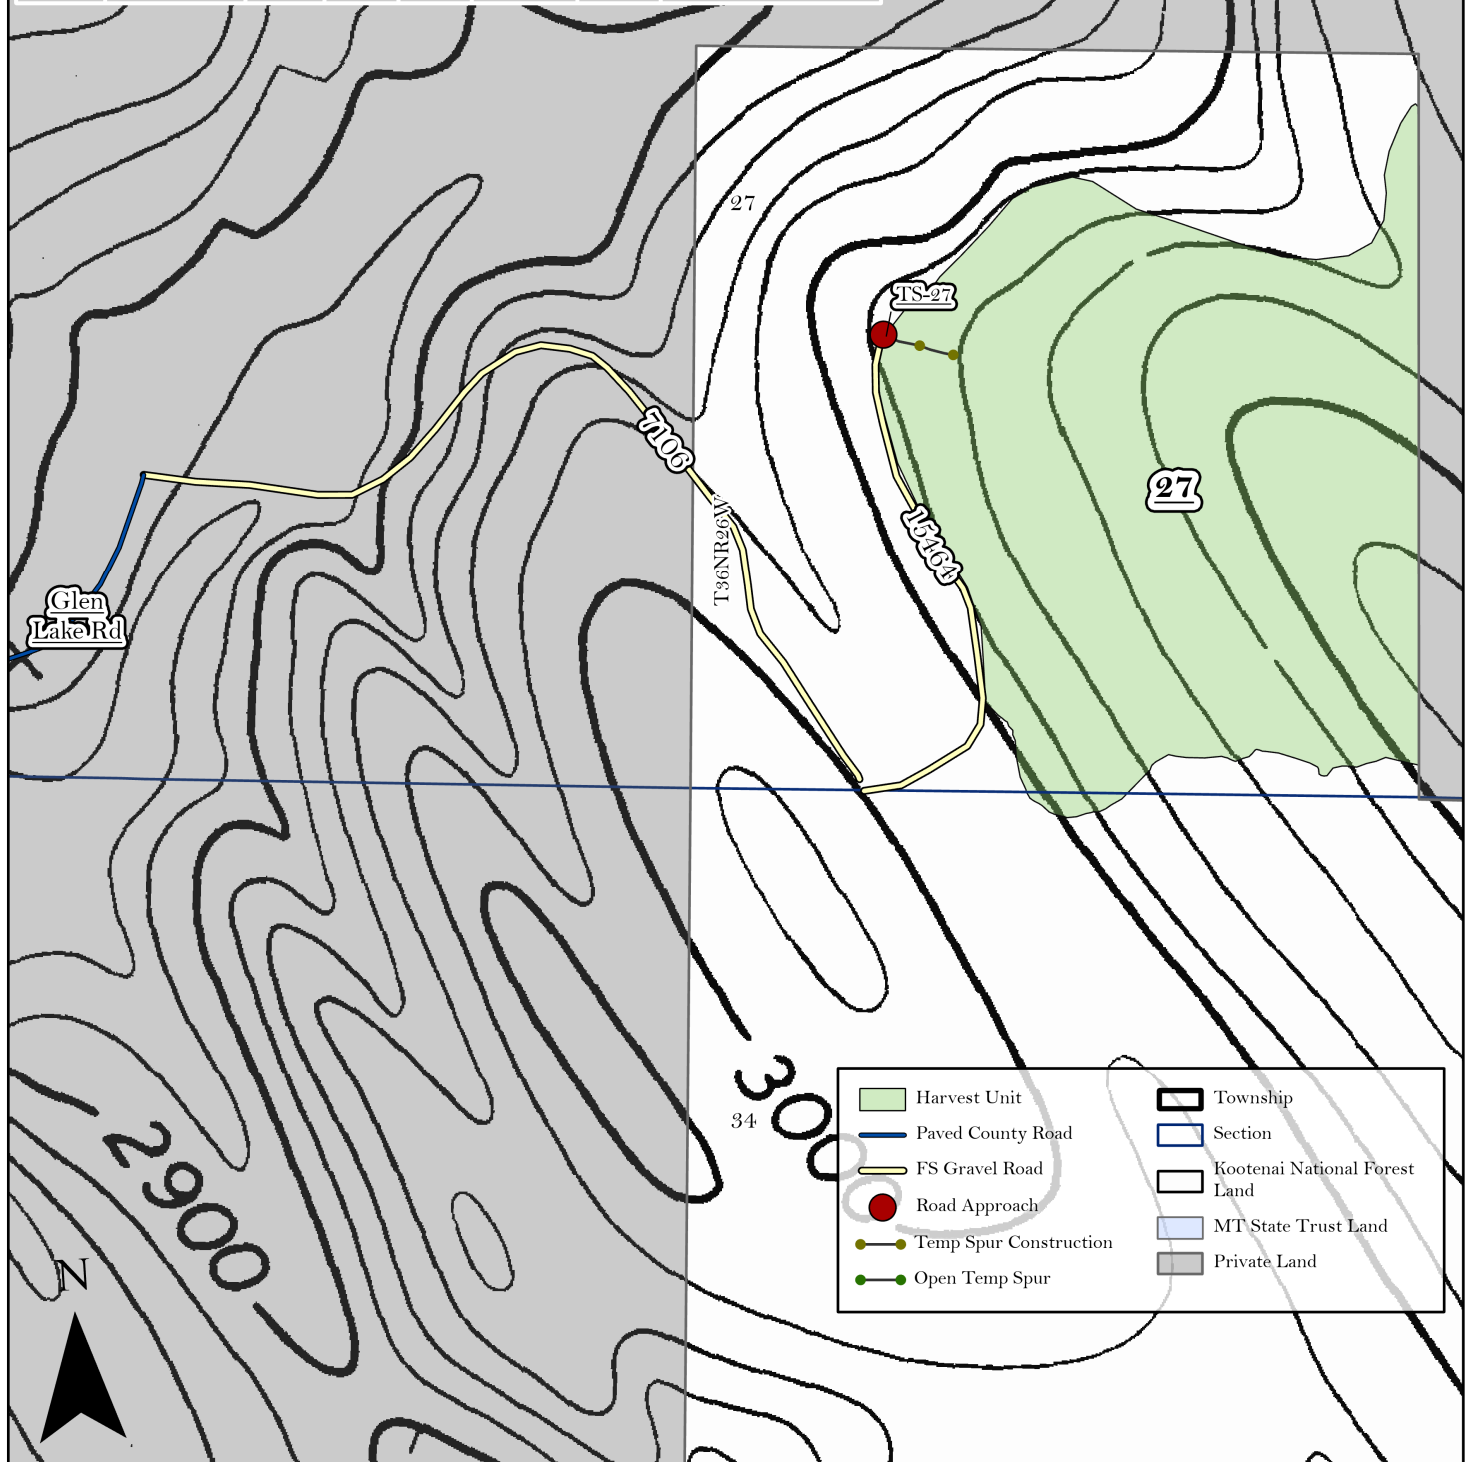 27
TS-27
7106
27
T36NR26W
15464
Glen
Lake Rd
3000
34
2900
N
Harvest Unit
Paved County Road
FS Gravel Road
Road Approach
Temp Spur Construction
Open Temp Spur
Township
Section
Kootenai National Forest
Land
MT State Trust Land
Private Land